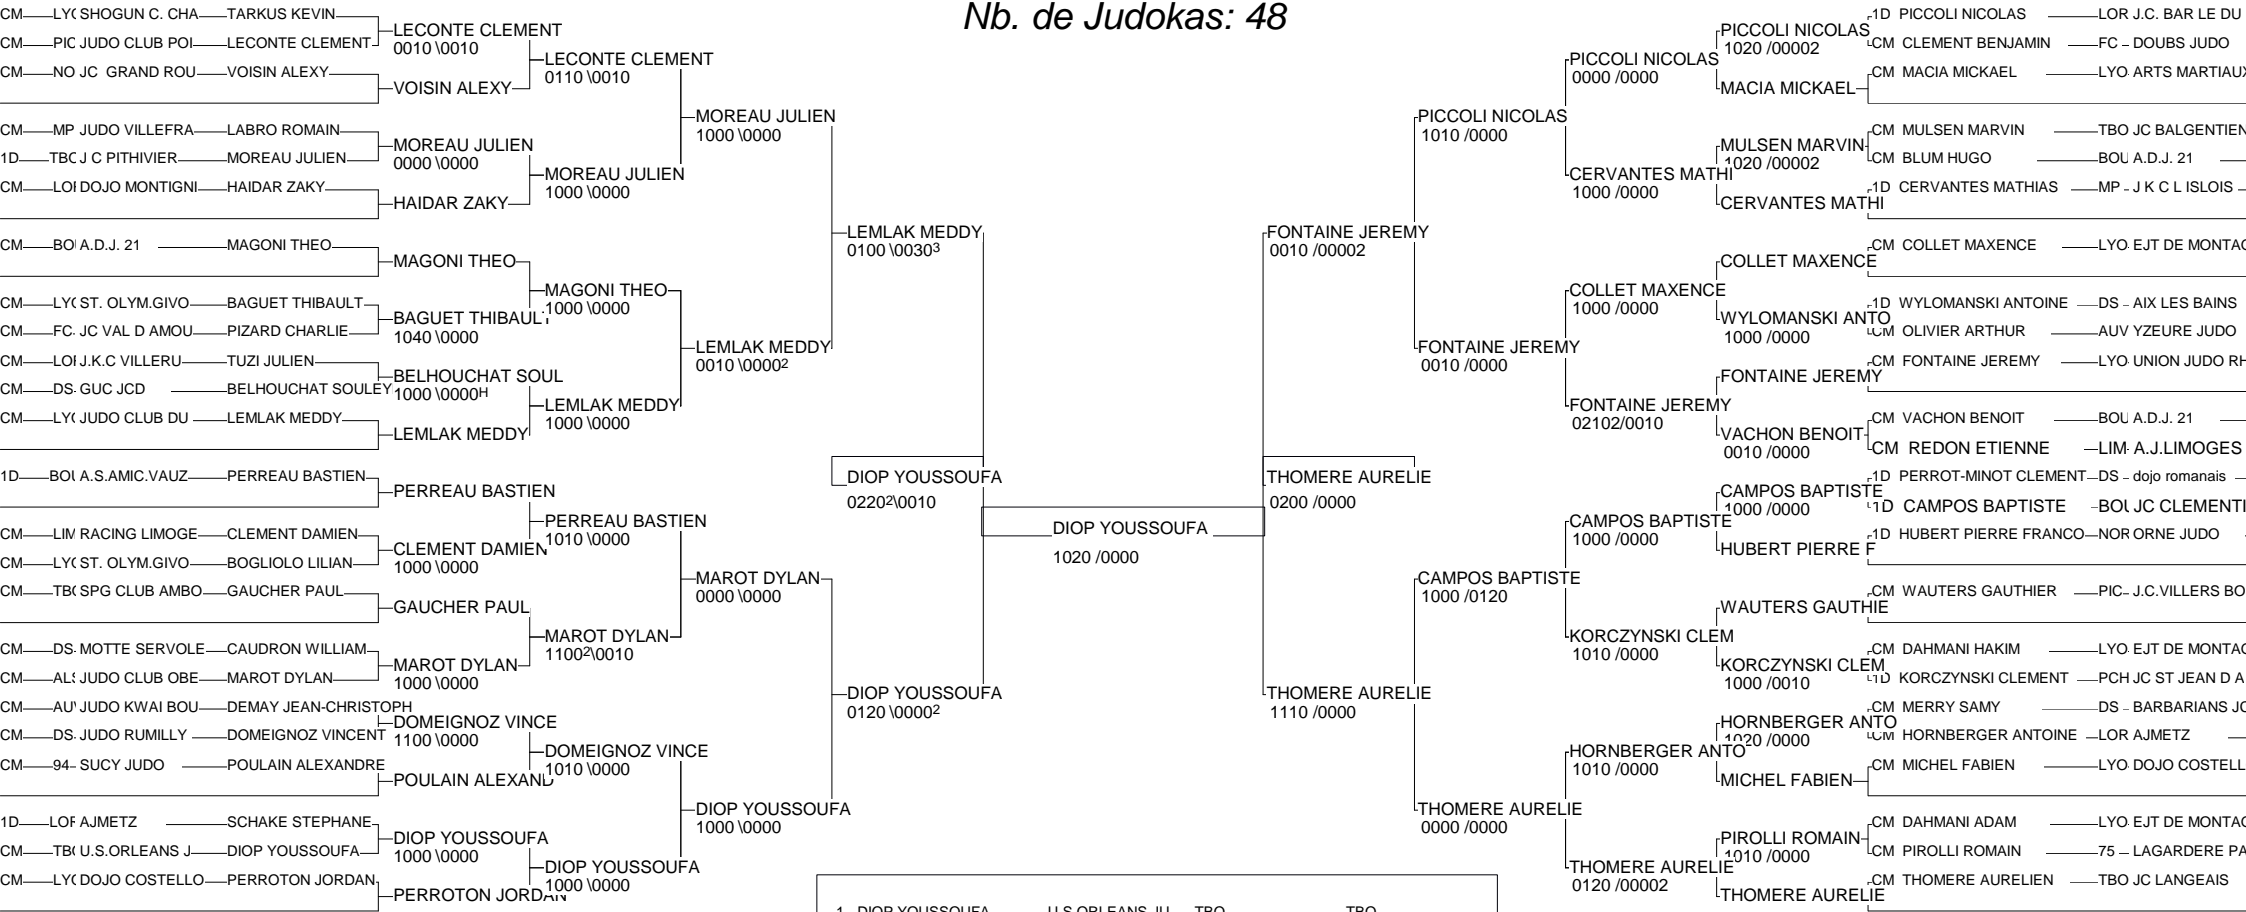 Nb. de Judokas: 48
CM LYO SHOGUN C. CHA TARKUS KEVIN
CM PIC JUDO CLUB POI LECONTE CLEMENT
CM NO JC GRAND ROU VOISIN ALEXY
CM MP JUDO VILLEFRA LABRO ROMAIN
1D TBO J C PITHIVIER MOREAU JULIEN
CM LOR DOJO MONTIGNI HAIDAR ZAKY
CM BOU A.D.J. 21 MAGONI THEO
CM LYO ST. OLYM.GIVO BAGUET THIBAULT
CM FC- JC VAL D AMOU PIZARD CHARLIE
CM LOR J.K.C VILLERU TUZI JULIEN
CM DS- GUC JCD BELHOUCHAT SOULEY
CM LYO JUDO CLUB DU LEMLAK MEDDY
1D BOU A.S.AMIC.VAUZ PERREAU BASTIEN
CM LIM RACING LIMOGE CLEMENT DAMIEN
CM LYO ST. OLYM.GIVO BOGLIOLO LILIAN
CM TBO SPG CLUB AMBO GAUCHER PAUL
CM DS- MOTTE SERVOLE CAUDRON WILLIAM
CM ALS JUDO CLUB OBE MAROT DYLAN
CM AUV JUDO KWAI BOU DEMAY JEAN-CHRISTOPH
CM DS- JUDO RUMILLY DOMEIGNOZ VINCENT
CM 94- SUCY JUDO POULAIN ALEXANDRE
1D LOR AJMETZ SCHAKE STEPHANE
CM TBO U.S.ORLEANS J DIOP YOUSSOUFA
CM LYO DOJO COSTELLO PERROTON JORDAN
LECONTE CLEMENT
0010 \0010
VOISIN ALEXY
MOREAU JULIEN
0000 \0000
HAIDAR ZAKY
MAGONI THEO
BAGUET THIBAULT
1040 \0000
BELHOUCHAT SOUL
1000 \0000H
LEMLAK MEDDY
PERREAU BASTIEN
CLEMENT DAMIEN
1000 \0000
GAUCHER PAUL
MAROT DYLAN
1000 \0000
DOMEIGNOZ VINCE
1100 \0000
POULAIN ALEXAND
DIOP YOUSSOUFA
1000 \0000
PERROTON JORDAN
LECONTE CLEMENT
0110 \0010
MOREAU JULIEN
1000 \0000
MAGONI THEO
1000 \0000
LEMLAK MEDDY
1000 \0000
PERREAU BASTIEN
1010 \0000
MAROT DYLAN
11002\0010
DOMEIGNOZ VINCE
1010 \0000
DIOP YOUSSOUFA
1000 \0000
MOREAU JULIEN
1000 \0000
LEMLAK MEDDY
0010 \00002
MAROT DYLAN
0000 \0000
DIOP YOUSSOUFA
1000 \0000
LEMLAK MEDDY
0100 \00303
DIOP YOUSSOUFA
02202\0010
DIOP YOUSSOUFA
0120 \00002
DIOP YOUSSOUFA
1020 /0000
FONTAINE JEREMY
0010 /00002
THOMERE AURELIE
0200 /0000
THOMERE AURELIE
1110 /0000
PICCOLI NICOLAS
1010 /0000
FONTAINE JEREMY
0010 /0000
CAMPOS BAPTISTE
1000 /0120
THOMERE AURELIE
0000 /0000
PICCOLI NICOLAS
0000 /0000
CERVANTES MATHI
1000 /0000
COLLET MAXENCE
1000 /0000
FONTAINE JEREMY
02102/0010
CAMPOS BAPTISTE
1000 /0000
KORCZYNSKI CLEM
1010 /0000
HORNBERGER ANTO
1010 /0000
THOMERE AURELIE
0120 /00002
PICCOLI NICOLAS
1020 /00002
MACIA MICKAEL
MULSEN MARVIN
1020 /00002
CERVANTES MATHI
COLLET MAXENCE
WYLOMANSKI ANTO
1000 /0000
FONTAINE JEREMY
VACHON BENOIT
0010 /0000
CAMPOS BAPTISTE
1000 /0000
HUBERT PIERRE F
WAUTERS GAUTHIE
KORCZYNSKI CLEM
1000 /0010
HORNBERGER ANTO
1020 /0000
MICHEL FABIEN
PIROLLI ROMAIN
1010 /0000
THOMERE AURELIE
1D PICCOLI NICOLAS LOR J.C. BAR LE DU
CM CLEMENT BENJAMIN FC - DOUBS JUDO
CM MACIA MICKAEL LYO ARTS MARTIAUX
CM MULSEN MARVIN TBO JC BALGENTIEN
CM BLUM HUGO BOU A.D.J. 21
1D CERVANTES MATHIAS MP - J K C L ISLOIS
CM COLLET MAXENCE LYO EJT DE MONTAG
1D WYLOMANSKI ANTOINE DS - AIX LES BAINS
CM OLIVIER ARTHUR AUV YZEURE JUDO
CM FONTAINE JEREMY LYO UNION JUDO RH
CM VACHON BENOIT BOU A.D.J. 21
CM REDON ETIENNE LIM A.J.LIMOGES
1D PERROT-MINOT CLEMENT DS - dojo romanais
1D CAMPOS BAPTISTE BOU JC CLEMENTI
1D HUBERT PIERRE FRANCO NOR ORNE JUDO
CM WAUTERS GAUTHIER PIC- J.C.VILLERS BO
CM DAHMANI HAKIM LYO EJT DE MONTAG
1D KORCZYNSKI CLEMENT PCH JC ST JEAN D A
CM MERRY SAMY DS - BARBARIANS JC
CM HORNBERGER ANTOINE LOR AJMETZ
CM MICHEL FABIEN LYO DOJO COSTELL
CM DAHMANI ADAM LYO EJT DE MONTAG
CM PIROLLI ROMAIN 75 - LAGARDERE PA
CM THOMERE AURELIEN TBO JC LANGEAIS
1 DIOP YOUSSOUFA U.S.ORLEANS JU TBO TBO